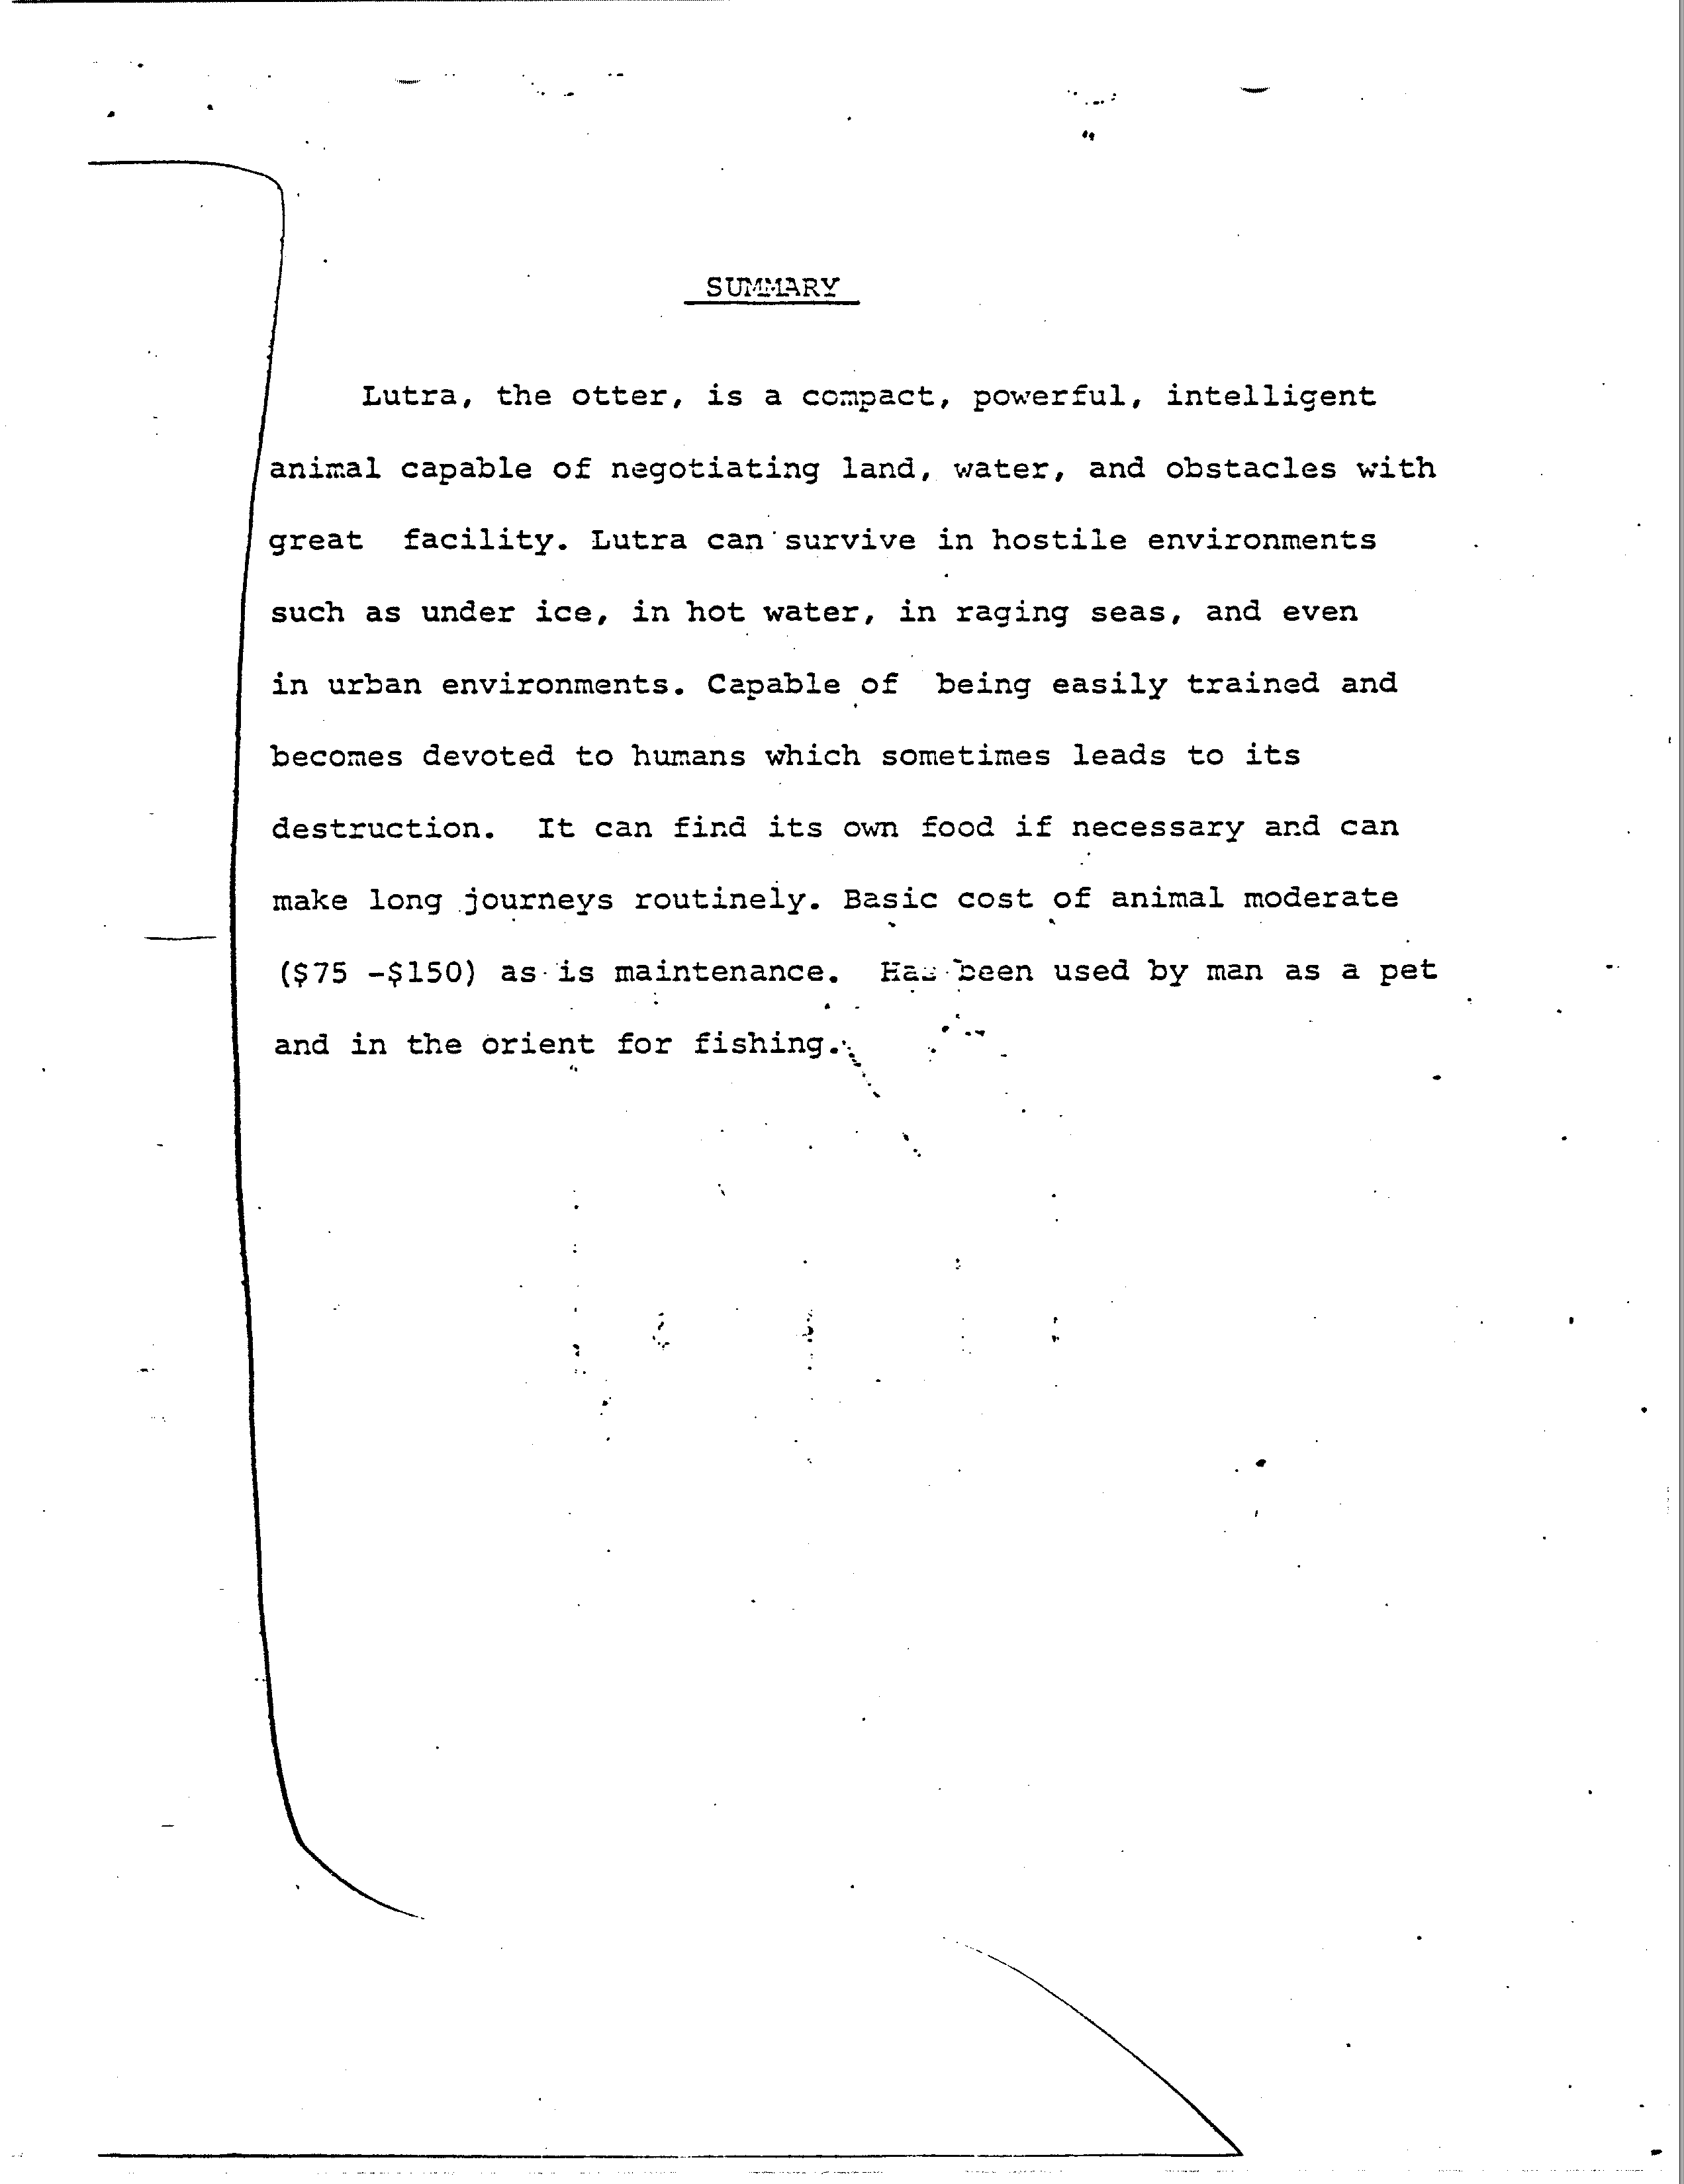 SUMMARY
Lutra, the otter, is a compact, powerful, intelligent
animal capable of negotiating land, water, and obstacles with
great facility. Lutra can survive in hostile environments
such as under ice, in hot water, in raging seas, and even
in urban environments. Capable of being easily trained and
becomes devoted to humans which sometimes leads to its
destruction. It can find its own food if necessary and can
make long journeys routinely. Basic cost of animal moderate
($75 -$150) as is maintenance. Has been used by man as a pet
and in the orient for fishing.